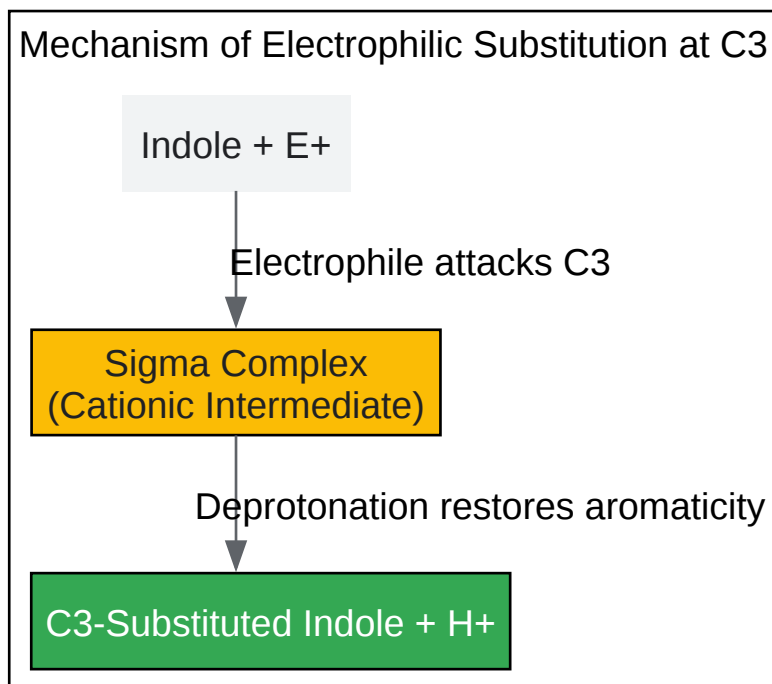 Mechanism of Electrophilic Substitution at C3
Indole + E+
Electrophile attacks C3
Sigma Complex
(Cationic Intermediate)
Deprotonation restores aromaticity
C3-Substituted Indole + H+